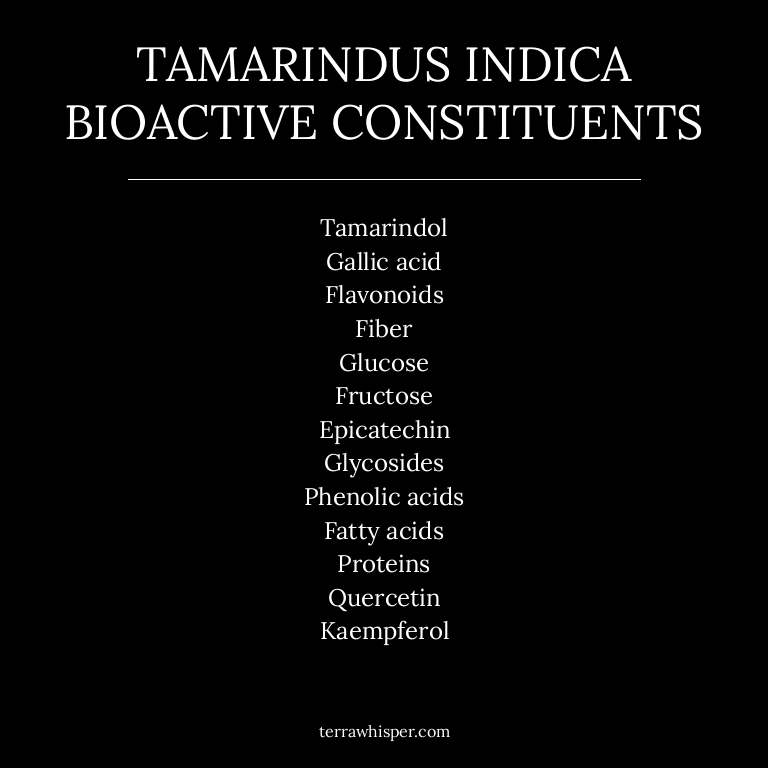 TAMARINDUS INDICA
BIOACTIVE CONSTITUENTS
Tamarindol
Gallic acid
Flavonoids
Fiber
Glucose
Fructose
Epicatechin
Glycosides
Phenolic acids
Fatty acids
Proteins
Quercetin
Kaempferol
terrawhisper.com